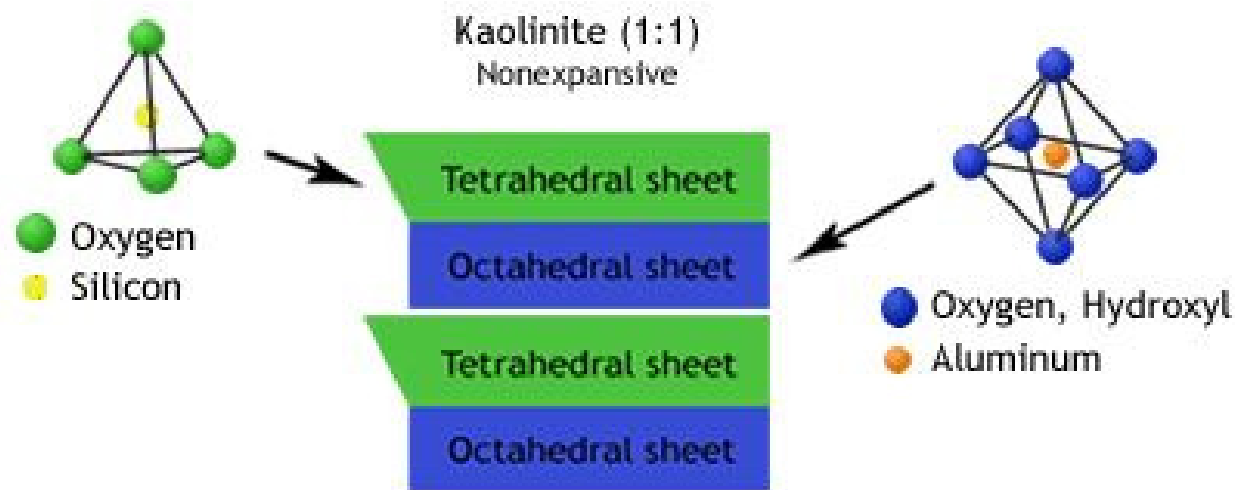 Kaolinite (1:1)
Nonexpansive
Tetrahedral sheet
Octahedral sheet
Tetrahedral sheet
Octahedral sheet
Oxygen
Silicon
Oxygen, Hydroxyl
Aluminum